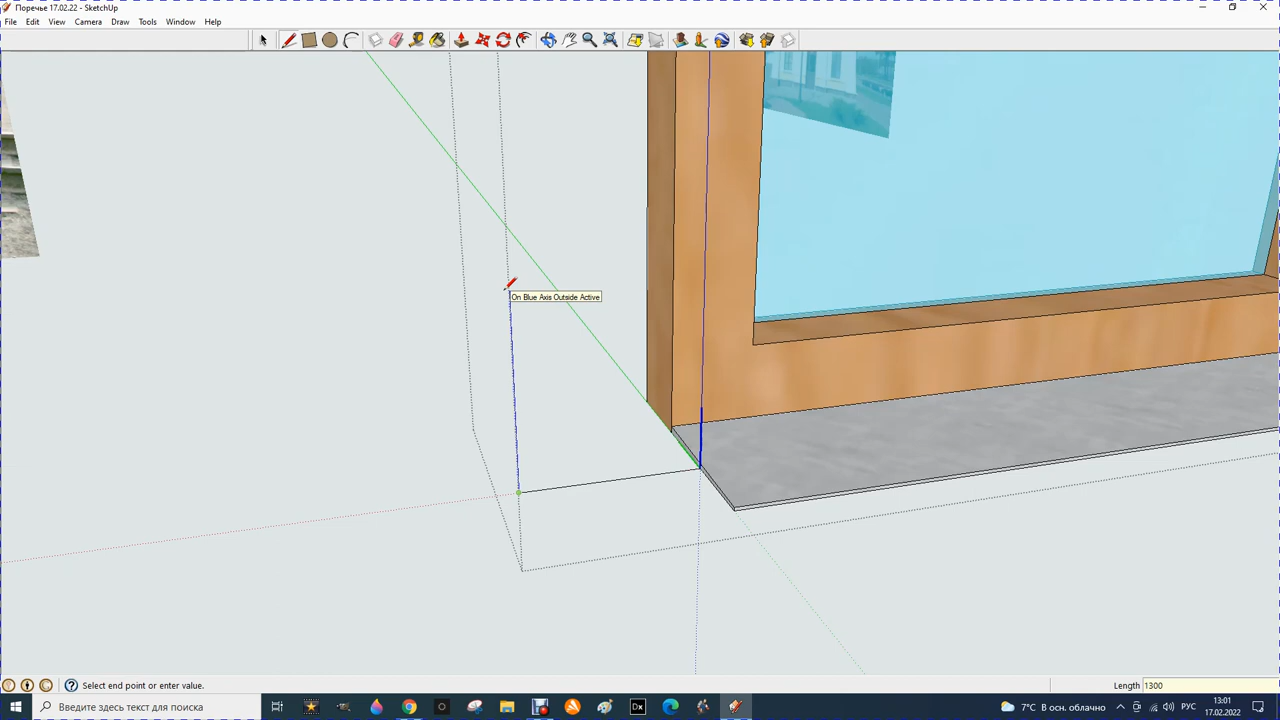 Поречье 17.02.22 - SketchUp
File Edit View Camera Draw Tools Window Help
On Blue Axis Outside Active
Select end point or enter value.
Length 1300
Введите здесь текст для поиска
Dx
7°C В осн. облачно
РУС
13:01
17.02.2022